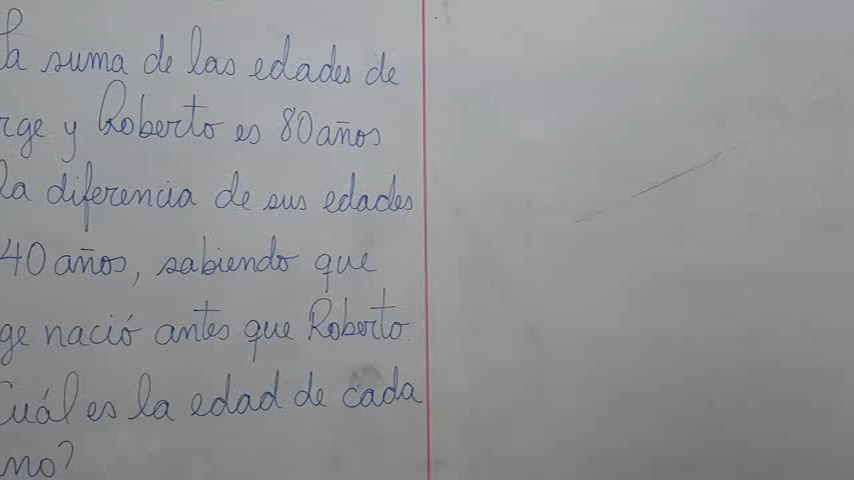 La suma de las edades de
rge y Roberto es 80 años
la diferencia de sus edades
40 años, sabiendo que
ge nació antes que Roberto.
Cuál es la edad de cada
no?